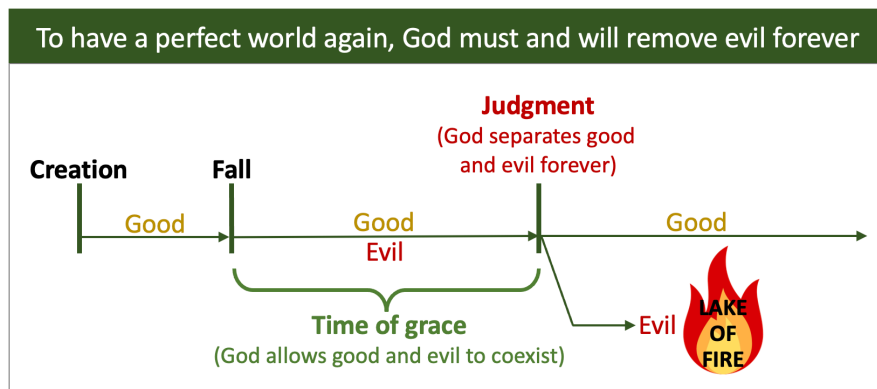 To have a perfect world again, God must and will remove evil forever
Judgment
(God separates good
and evil forever)
Creation
Fall
Good
Good
Good
Evil
Time of grace
(God allows good and evil to coexist)
Evil
LAKE
OF
FIRE